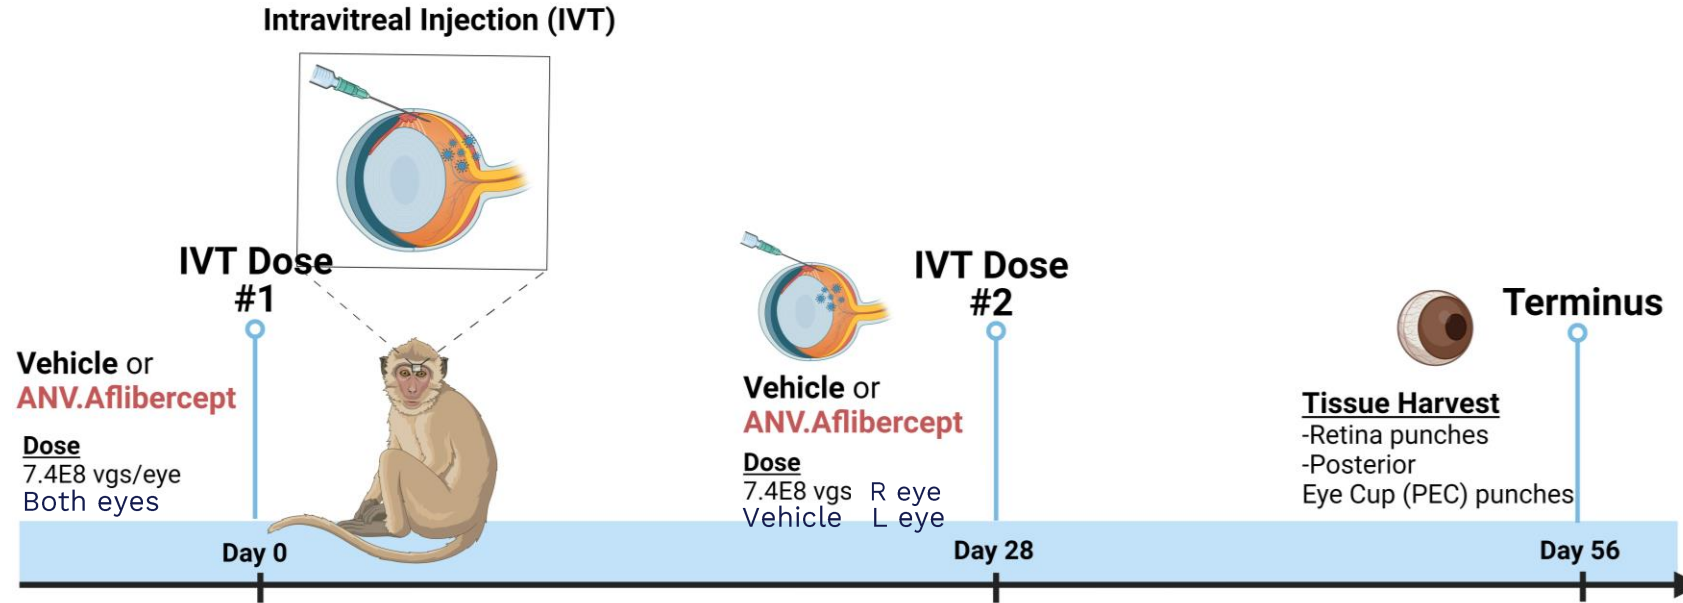 Intravitreal Injection (IVT)
IVT Dose
#1
Vehicle or
ANV.Aflibercept
Dose
7.4E8 vgs/eye
Both eyes
Day 0
IVT Dose
#2
Vehicle or
ANV.Aflibercept
Dose
7.4E8 vgs R eye
Vehicle L eye
Day 28
Terminus
Tissue Harvest
-Retina punches
-Posterior
Eye Cup (PEC) punches
Day 56